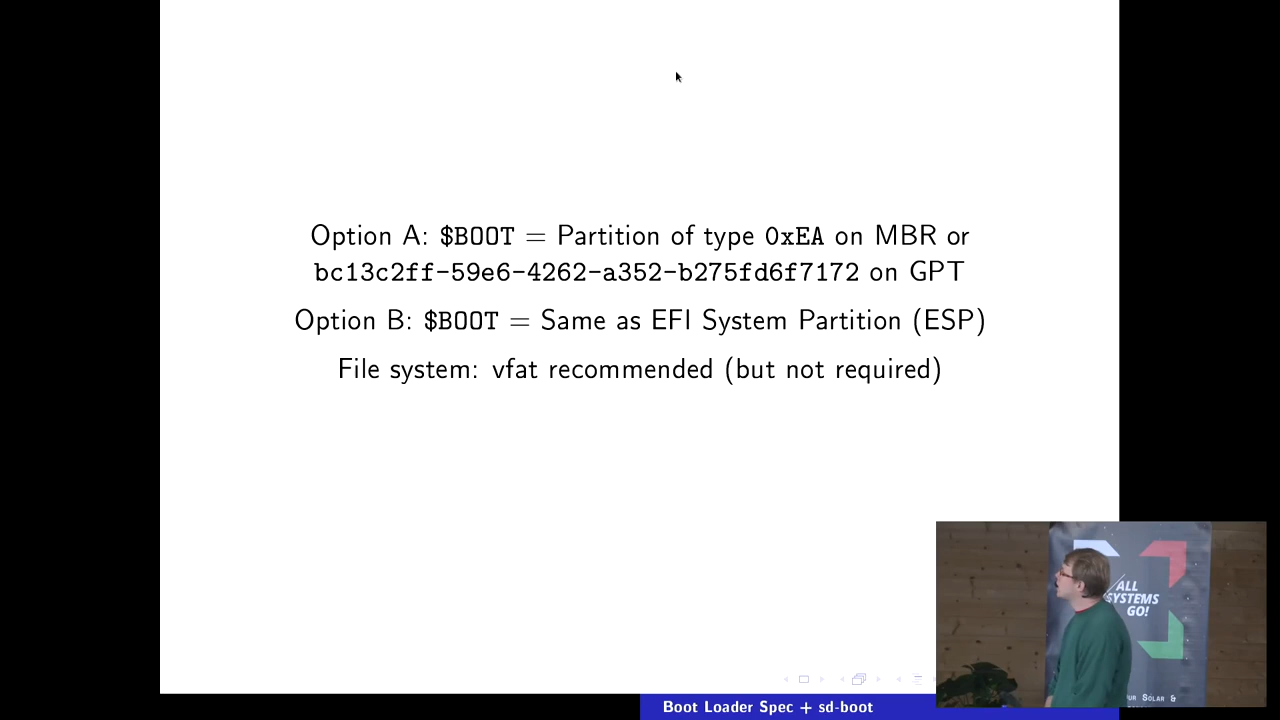 Option A: $BOOT = Partition of type 0xEA on MBR or
bc13c2ff-59e6-4262-a352-b275fd6f7172 on GPT
Option B: $BOOT = Same as EFI System Partition (ESP)
File system: vfat recommended (but not required)
ALL
SYSTEMS
GO!
Solar &
Boot Loader Spec + sd-boot